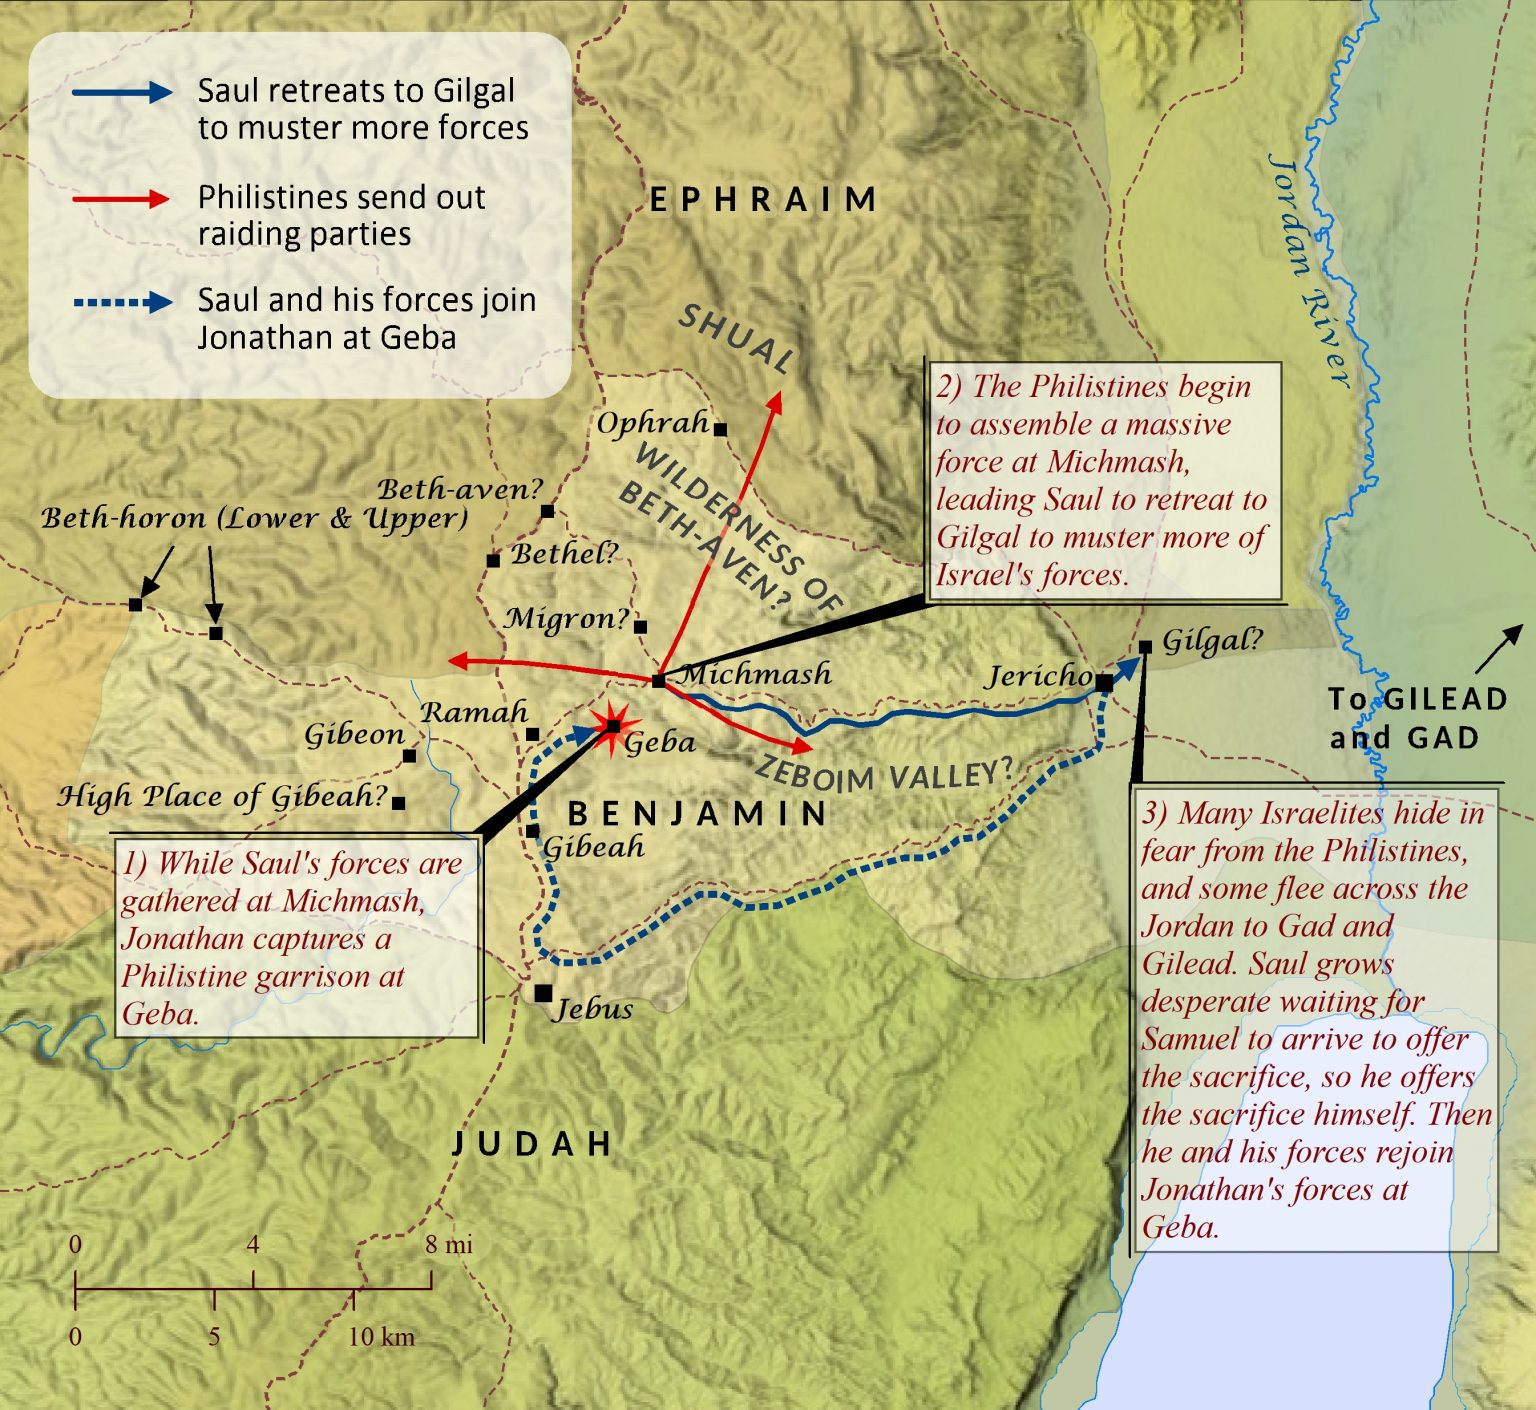 Saul retreats to Gilgal
to muster more forces
Philistines send out
raiding parties
Saul and his forces join
Jonathan at Geba
EPHRAIM
Jordan River
SHUAL
2) The Philistines begin
to assemble a massive
force at Michmash,
leading Saul to retreat to
Gilgal to muster more of
Israel's forces.
Ophrah
WILDERNESS OF
BETH-AVEN?
Beth-aven?
Beth-horon (Lower & Upper)
Bethel?
Migron?
Michmash
Jericho
Gilgal?
To GILEAD
and GAD
Ramah
Gibeon
Geba
ZEBOIM VALLEY?
High Place of Gibeah?
BENJAMIN
Gibeah
1) While Saul's forces are
gathered at Michmash,
Jonathan captures a
Philistine garrison at
Geba.
3) Many Israelites hide in
fear from the Philistines,
and some flee across the
Jordan to Gad and
Gilead. Saul grows
desperate waiting for
Samuel to arrive to offer
the sacrifice, so he offers
the sacrifice himself. Then
he and his forces rejoin
Jonathan's forces at
Geba.
Jebus
JUDAH
0 4 8 mi
0 5 10 km